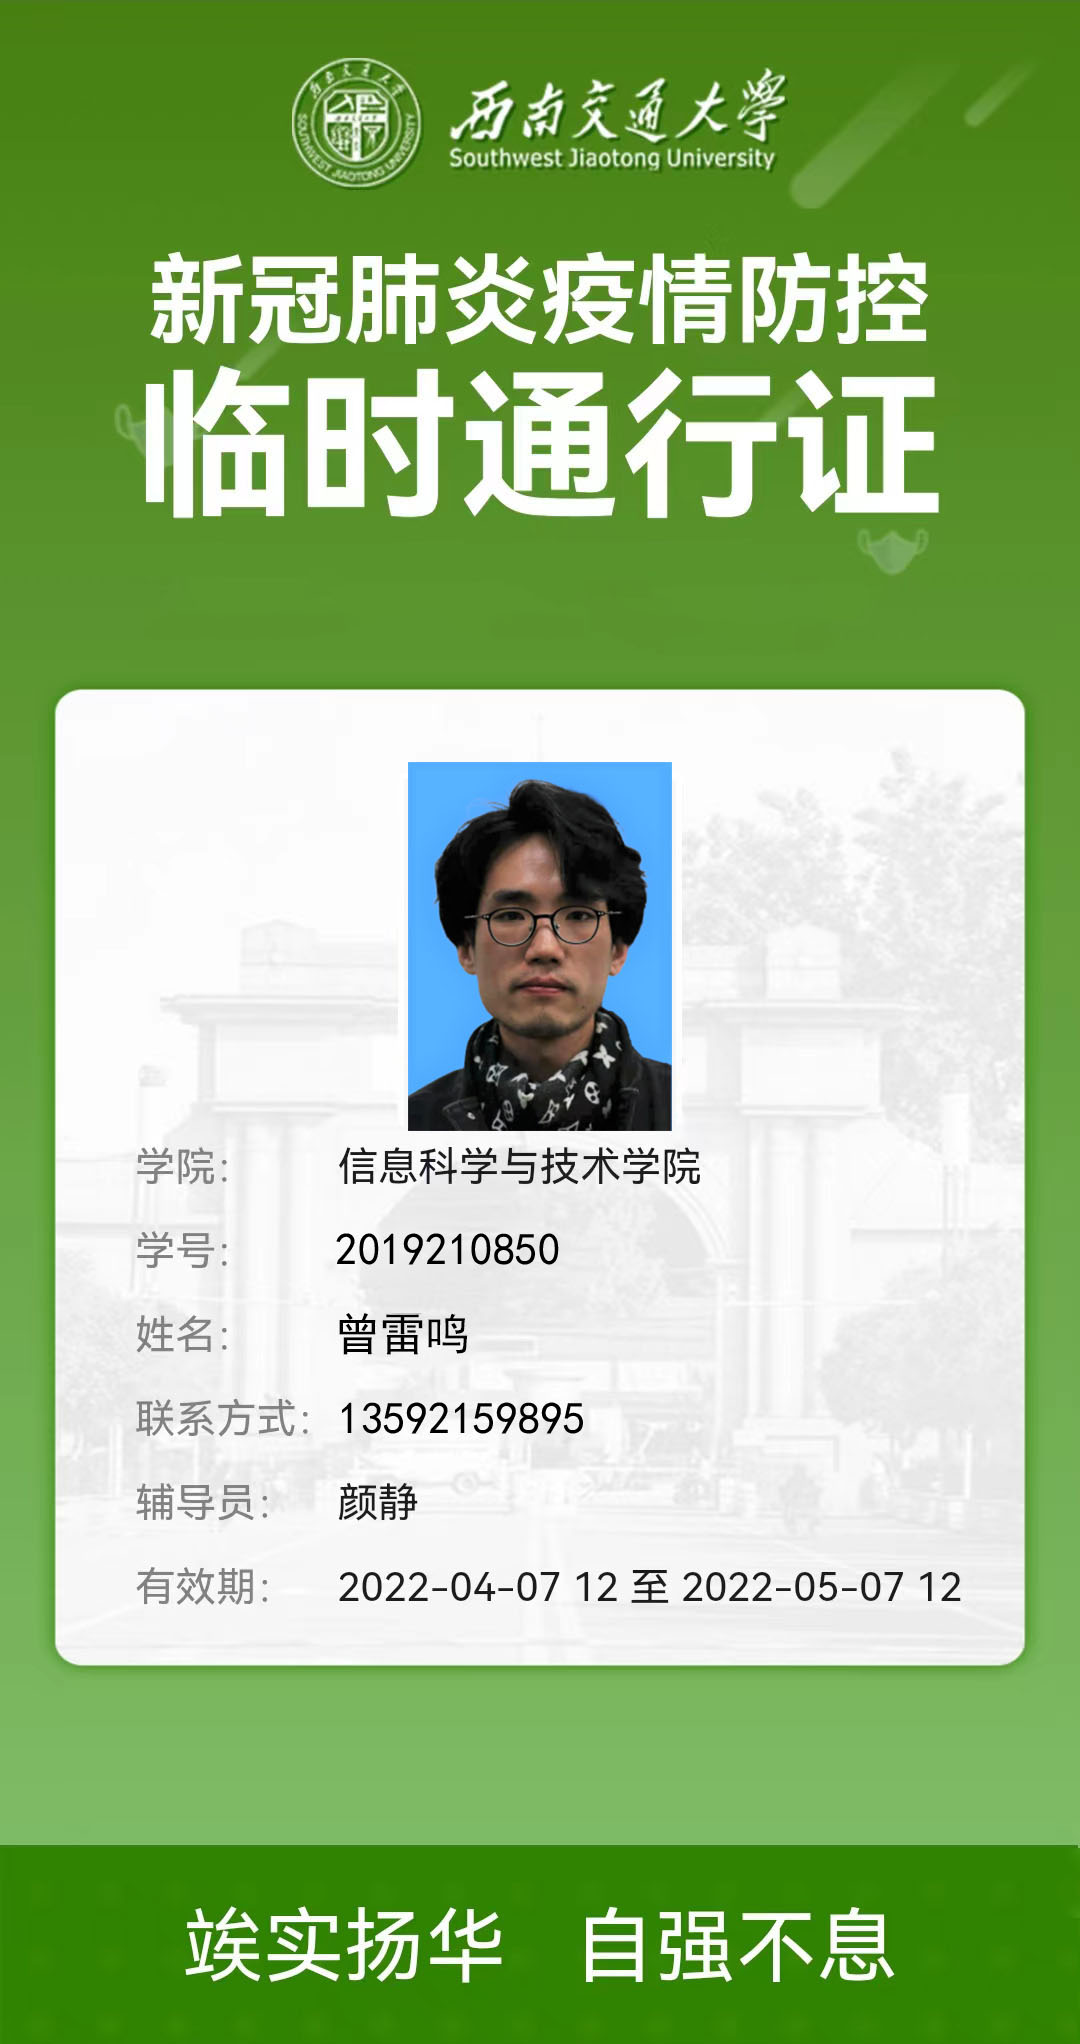 西南交通大学
Southwest Jiaotong University
新冠肺炎疫情防控
临时通行证
学院: 信息科学与技术学院
学号: 2019210850
姓名: 曾雷鸣
联系方式: 13592159895
辅导员: 颜静
有效期: 2022-04-07 12 至 2022-05-07 12
竢实扬华 自强不息